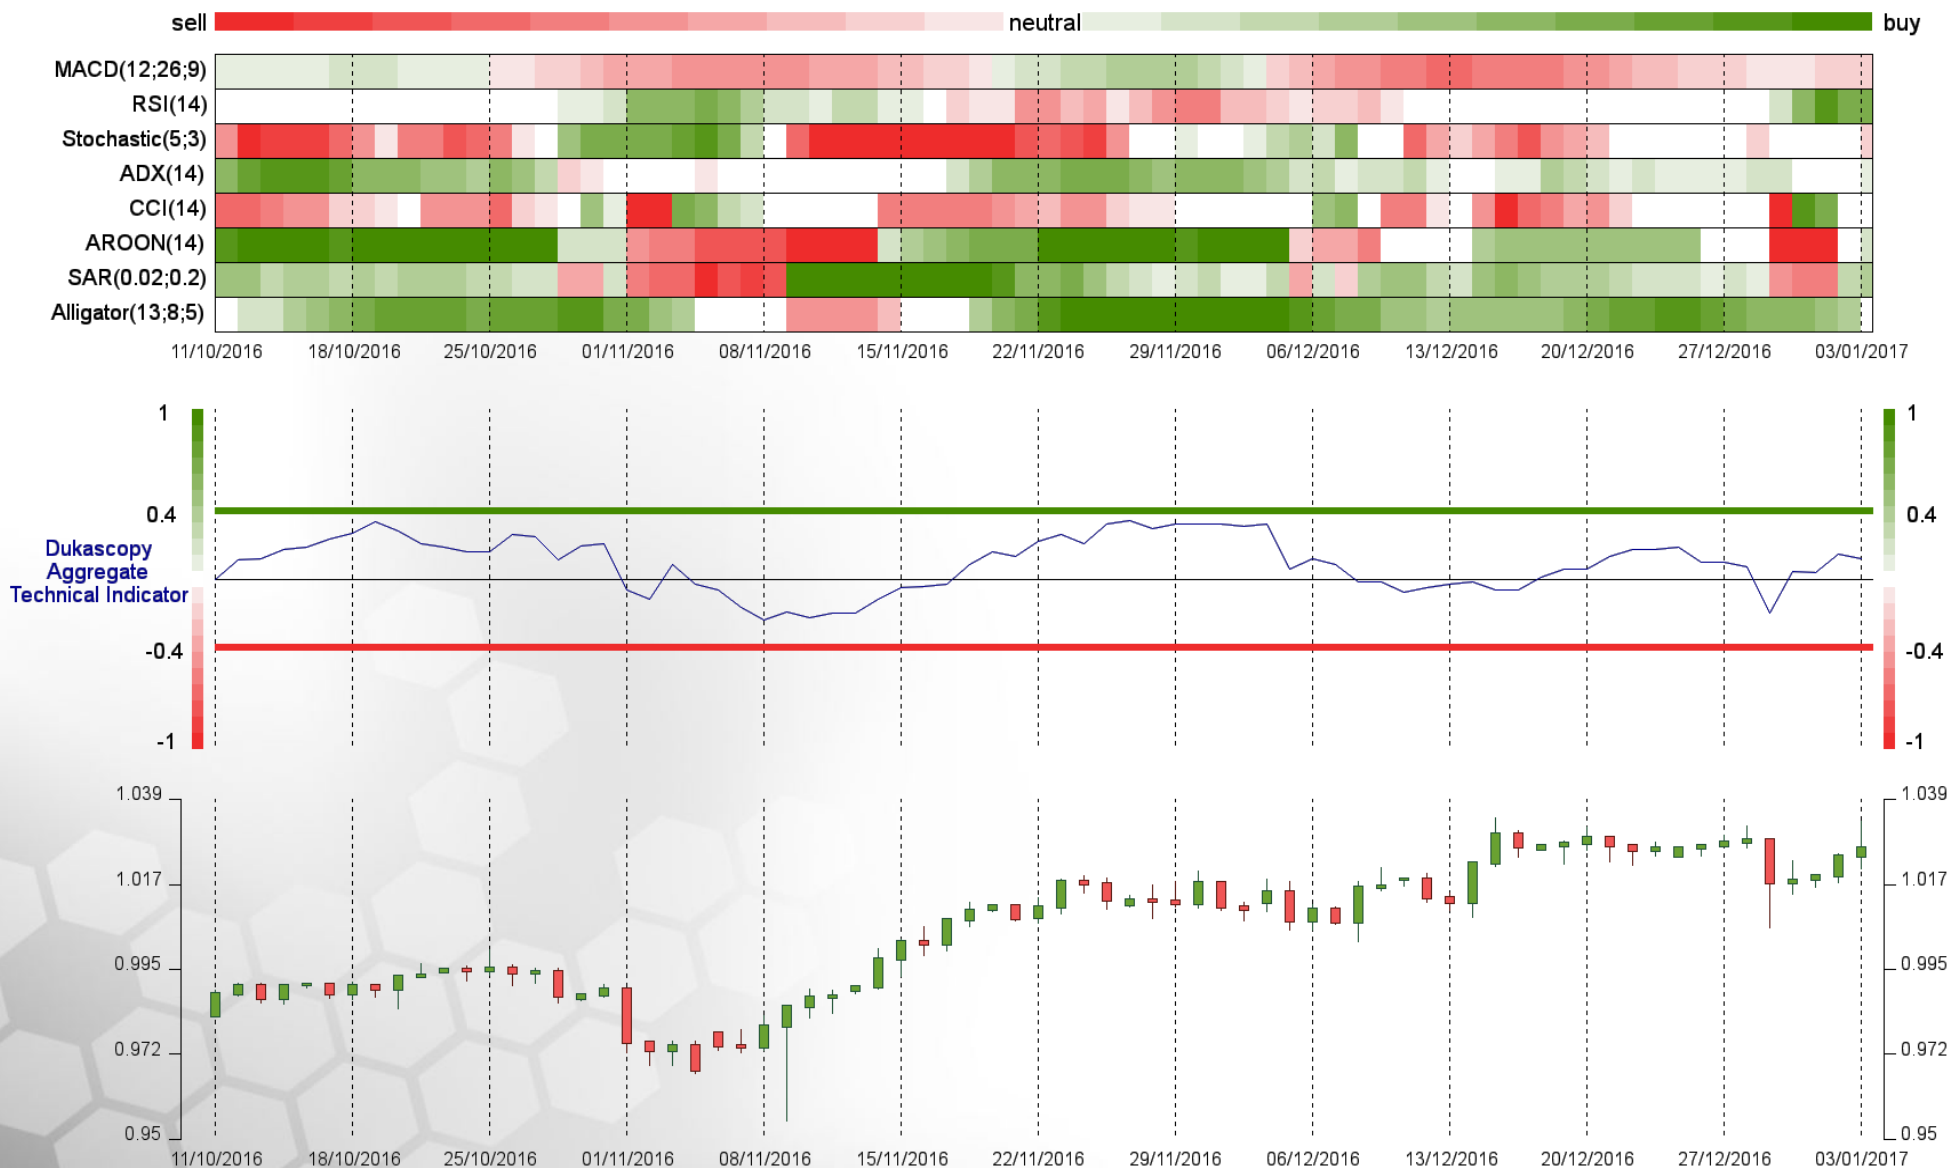 sell neutral buy
MACD(12;26;9)
RSI(14)
Stochastic(5;3)
ADX(14)
CCI(14)
AROON(14)
SAR(0.02;0.2)
Alligator(13;8;5)
11/10/2016 18/10/2016 25/10/2016 01/11/2016 08/11/2016 15/11/2016 22/11/2016 29/11/2016 06/12/2016 13/12/2016 20/12/2016 27/12/2016 03/01/2017
1 1
0.4 0.4
Dukascopy
Aggregate
Technical Indicator
-0.4 -0.4
-1 -1
1.039 1.039
1.017 1.017
0.995 0.995
0.972 0.972
0.95 0.95
11/10/2016 18/10/2016 25/10/2016 01/11/2016 08/11/2016 15/11/2016 22/11/2016 29/11/2016 06/12/2016 13/12/2016 20/12/2016 27/12/2016 03/01/2017